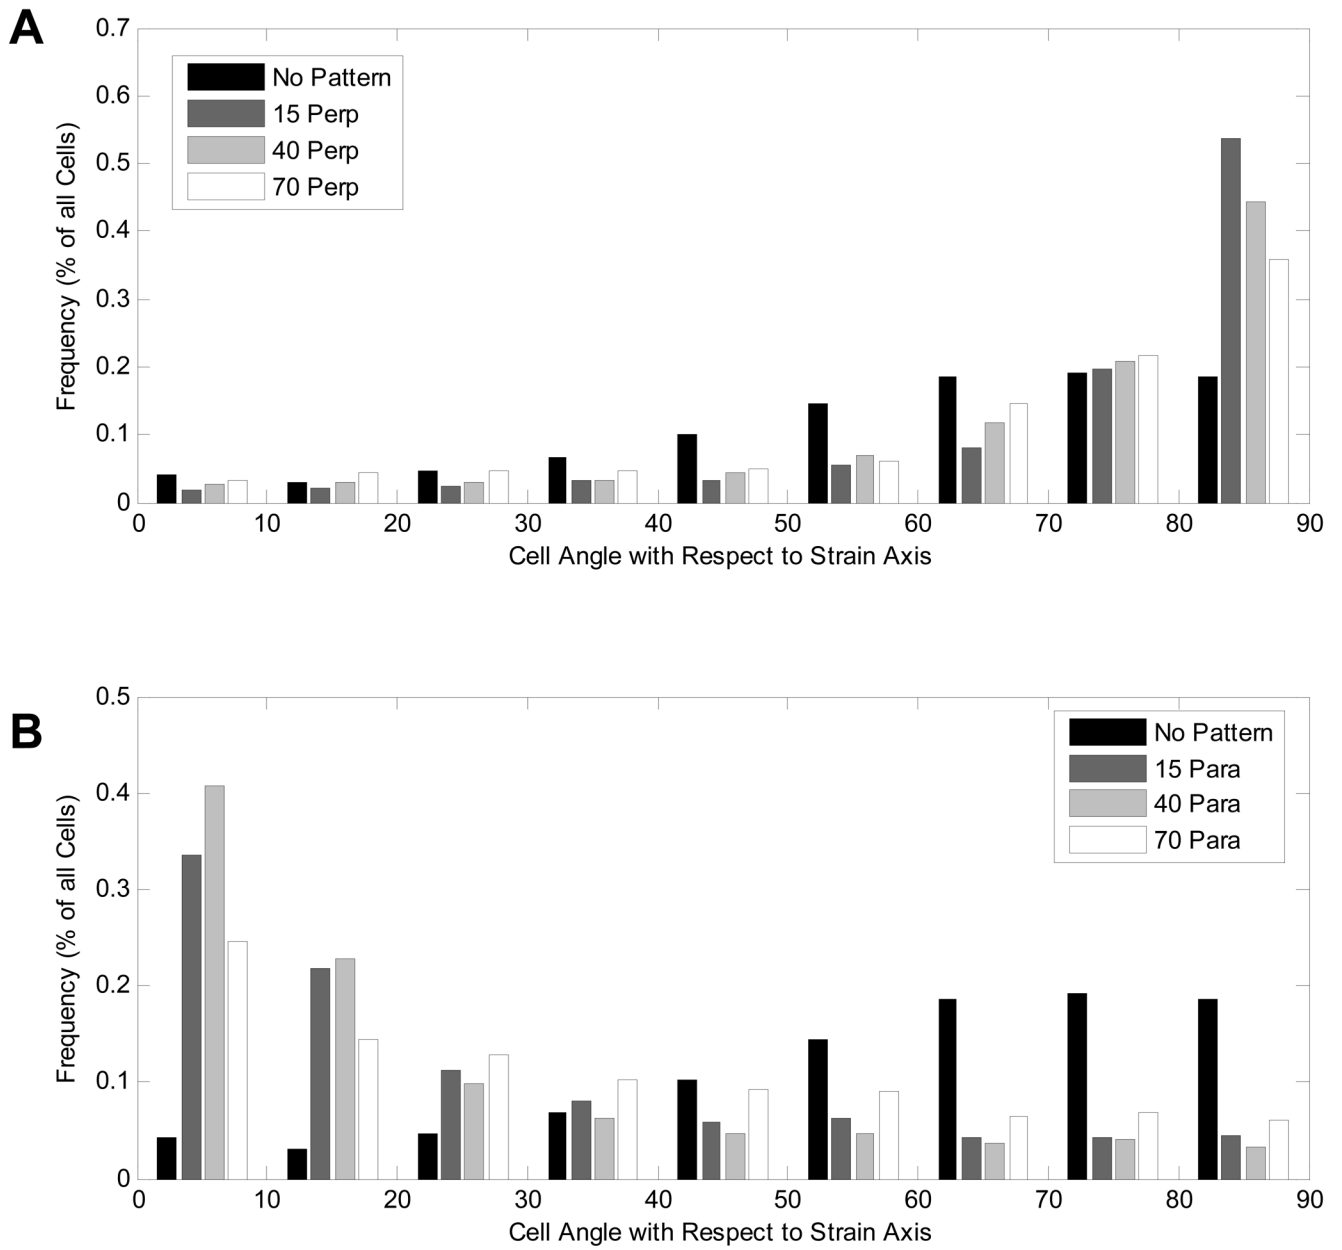 A
0.7
0.6
0.5
0.4
0.3
0.2
0.1
0
Frequency (% of all Cells)
No Pattern
15 Perp
40 Perp
70 Perp
0 10 20 30 40 50 60 70 80 90
Cell Angle with Respect to Strain Axis
B
0.5
0.4
0.3
0.2
0.1
0
Frequency (% of all Cells)
No Pattern
15 Para
40 Para
70 Para
0 10 20 30 40 50 60 70 80 90
Cell Angle with Respect to Strain Axis